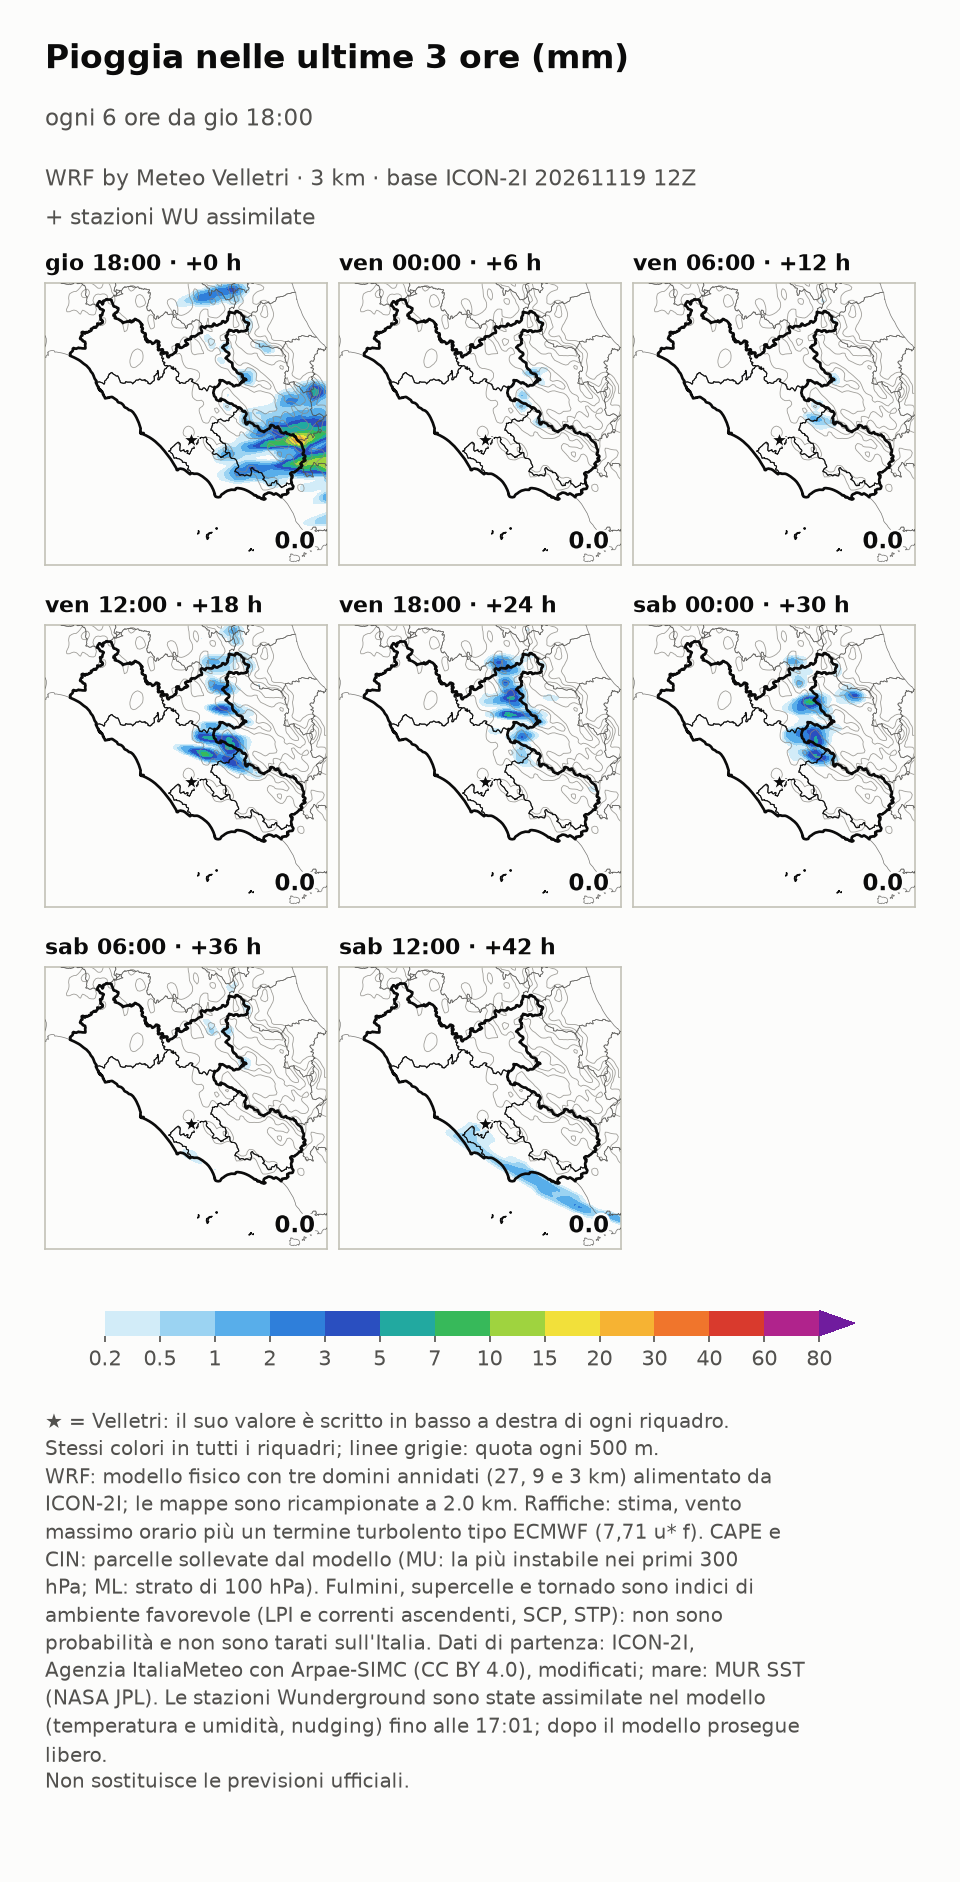 Pioggia nelle ultime 3 ore (mm)
ogni 6 ore da gio 18:00
WRF by Meteo Velletri · 3 km · base ICON-2I 20261119 12Z
+ stazioni WU assimilate
gio 18:00 · +0 h
ven 00:00 · +6 h
ven 06:00 · +12 h
0.0
0.0
0.0
ven 12:00 · +18 h
ven 18:00 · +24 h
sab 00:00 · +30 h
0.0
0.0
0.0
sab 06:00 · +36 h
sab 12:00 · +42 h
0.0
0.0
0.2 0.5 1 2 3 5 7 10 15 20 30 40 60 80
★ = Velletri: il suo valore è scritto in basso a destra di ogni riquadro.
Stessi colori in tutti i riquadri; linee grigie: quota ogni 500 m.
WRF: modello fisico con tre domini annidati (27, 9 e 3 km) alimentato da
ICON-2I; le mappe sono ricampionate a 2.0 km. Raffiche: stima, vento
massimo orario più un termine turbolento tipo ECMWF (7,71 u* f). CAPE e
CIN: parcelle sollevate dal modello (MU: la più instabile nei primi 300
hPa; ML: strato di 100 hPa). Fulmini, supercelle e tornado sono indici di
ambiente favorevole (LPI e correnti ascendenti, SCP, STP): non sono
probabilità e non sono tarati sull'Italia. Dati di partenza: ICON-2I,
Agenzia ItaliaMeteo con Arpae-SIMC (CC BY 4.0), modificati; mare: MUR SST
(NASA JPL). Le stazioni Wunderground sono state assimilate nel modello
(temperatura e umidità, nudging) fino alle 17:01; dopo il modello prosegue
libero.
Non sostituisce le previsioni ufficiali.